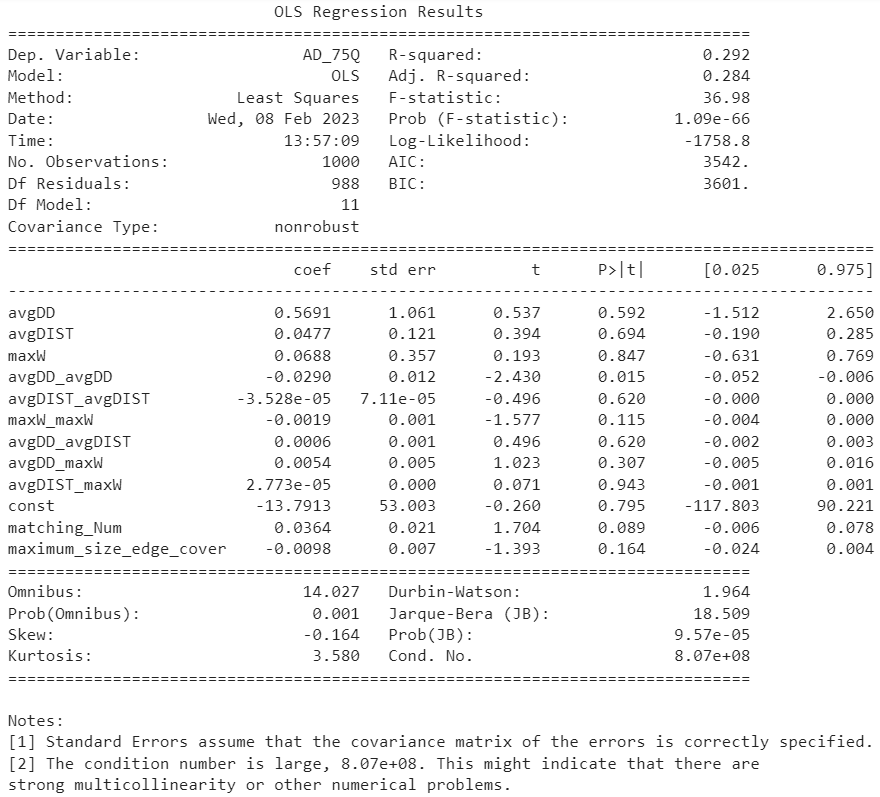 OLS Regression Results
==============================================================================
Dep. Variable: AD_75Q R-squared: 0.292
Model: OLS Adj. R-squared: 0.284
Method: Least Squares F-statistic: 36.98
Date: Wed, 08 Feb 2023 Prob (F-statistic): 1.09e-66
Time: 13:57:09 Log-Likelihood: -1758.8
No. Observations: 1000 AIC: 3542.
Df Residuals: 988 BIC: 3601.
Df Model: 11
Covariance Type: nonrobust
===========================================================================================
coef std err t P>|t| [0.025 0.975]
-------------------------------------------------------------------------------------------
avgDD 0.5691 1.061 0.537 0.592 -1.512 2.650
avgDIST 0.0477 0.121 0.394 0.694 -0.190 0.285
maxW 0.0688 0.357 0.193 0.847 -0.631 0.769
avgDD_avgDD -0.0290 0.012 -2.430 0.015 -0.052 -0.006
avgDIST_avgDIST -3.528e-05 7.11e-05 -0.496 0.620 -0.000 0.000
maxW_maxW -0.0019 0.001 -1.577 0.115 -0.004 0.000
avgDD_avgDIST 0.0006 0.001 0.496 0.620 -0.002 0.003
avgDD_maxW 0.0054 0.005 1.023 0.307 -0.005 0.016
avgDIST_maxW 2.773e-05 0.000 0.071 0.943 -0.001 0.001
const -13.7913 53.003 -0.260 0.795 -117.803 90.221
matching_Num 0.0364 0.021 1.704 0.089 -0.006 0.078
maximum_size_edge_cover -0.0098 0.007 -1.393 0.164 -0.024 0.004
==============================================================================
Omnibus: 14.027 Durbin-Watson: 1.964
Prob(Omnibus): 0.001 Jarque-Bera (JB): 18.509
Skew: -0.164 Prob(JB): 9.57e-05
Kurtosis: 3.580 Cond. No. 8.07e+08
==============================================================================
Notes:
[1] Standard Errors assume that the covariance matrix of the errors is correctly specified.
[2] The condition number is large, 8.07e+08. This might indicate that there are
strong multicollinearity or other numerical problems.